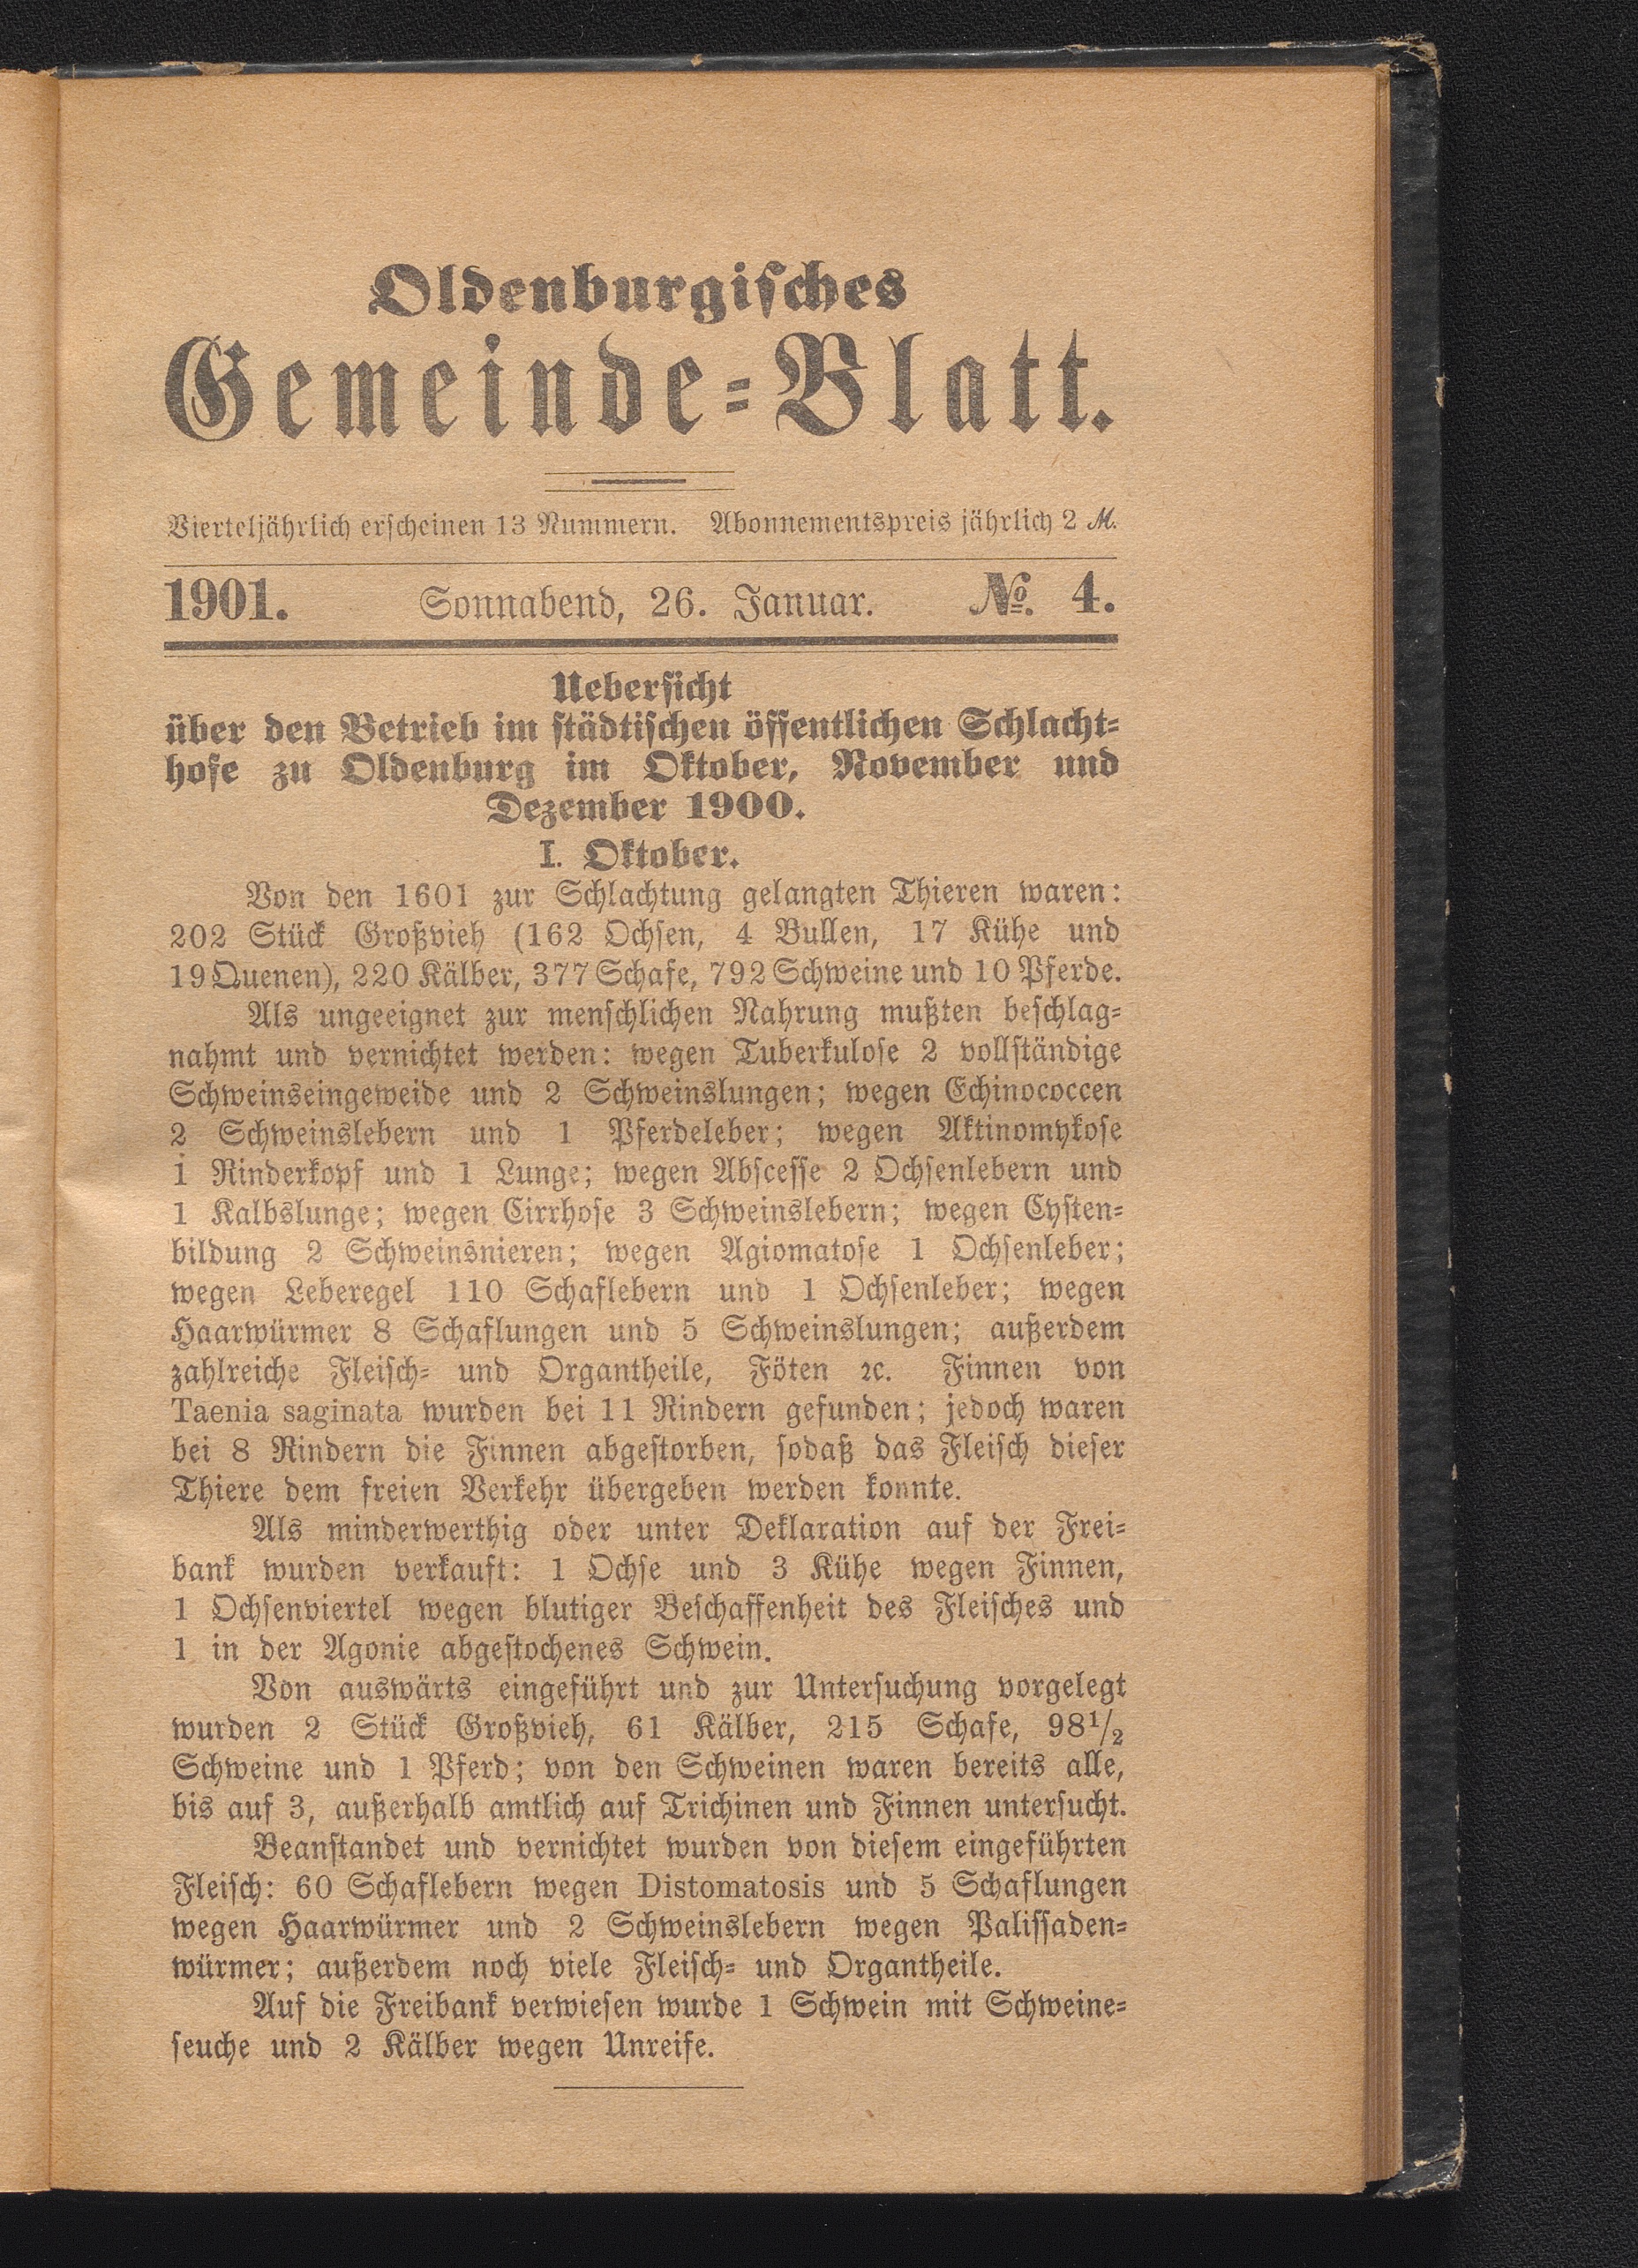 Oldenburgisches
Gemeinde-Blatt.
Vierteljährlich erscheinen 13 Nummern. Abonnementspreis jährlich 2 M.
1901. Sonnabend, 26. Januar. No. 4.
Uebersicht
über den Betrieb im städtischen öffentlichen Schlacht-
hofe zu Oldenburg im Oktober, November und
Dezember 1900.
I. Oktober.
Von den 1601 zur Schlachtung gelangten Thieren waren:
202 Stück Großvieh (162 Ochsen, 4 Bullen, 17 Kühe und
19 Quenen), 220 Kälber, 377 Schafe, 792 Schweine und 10 Pferde.
Als ungeeignet zur menschlichen Nahrung mußten beschlag-
nahmt und vernichtet werden: wegen Tuberkulose 2 vollständige
Schweinseingeweide und 2 Schweinslungen; wegen Echinococcen
2 Schweinslebern und 1 Pferdeleber; wegen Aktinomykose
1 Rinderkopf und 1 Lunge; wegen Abscesse 2 Ochsenlebern und
1 Kalbslunge; wegen Cirrhose 3 Schweinslebern; wegen Cysten-
bildung 2 Schweinsnieren; wegen Agiomatose 1 Ochsenleber;
wegen Leberegel 110 Schaflebern und 1 Ochsenleber; wegen
Haarwürmer 8 Schaflungen und 5 Schweinslungen; außerdem
zahlreiche Fleisch- und Organtheile, Föten ꝛc. Finnen von
Taenia saginata wurden bei 11 Rindern gefunden; jedoch waren
bei 8 Rindern die Finnen abgestorben, sodaß das Fleisch dieser
Thiere dem freien Verkehr übergeben werden konnte.
Als minderwerthig oder unter Deklaration auf der Frei-
bank wurden verkauft: 1 Ochse und 3 Kühe wegen Finnen,
1 Ochsenviertel wegen blutiger Beschaffenheit des Fleisches und
1 in der Agonie abgestochenes Schwein.
Von auswärts eingeführt und zur Untersuchung vorgelegt
wurden 2 Stück Großvieh, 61 Kälber, 215 Schafe, 98 1/2
Schweine und 1 Pferd; von den Schweinen waren bereits alle,
bis auf 3, außerhalb amtlich auf Trichinen und Finnen untersucht.
Beanstandet und vernichtet wurden von diesem eingeführten
Fleisch: 60 Schaflebern wegen Distomatosis und 5 Schaflungen
wegen Haarwürmer und 2 Schweinslebern wegen Palissaden-
würmer; außerdem noch viele Fleisch- und Organtheile.
Auf die Freibank verwiesen wurde 1 Schwein mit Schweine-
seuche und 2 Kälber wegen Unreife.